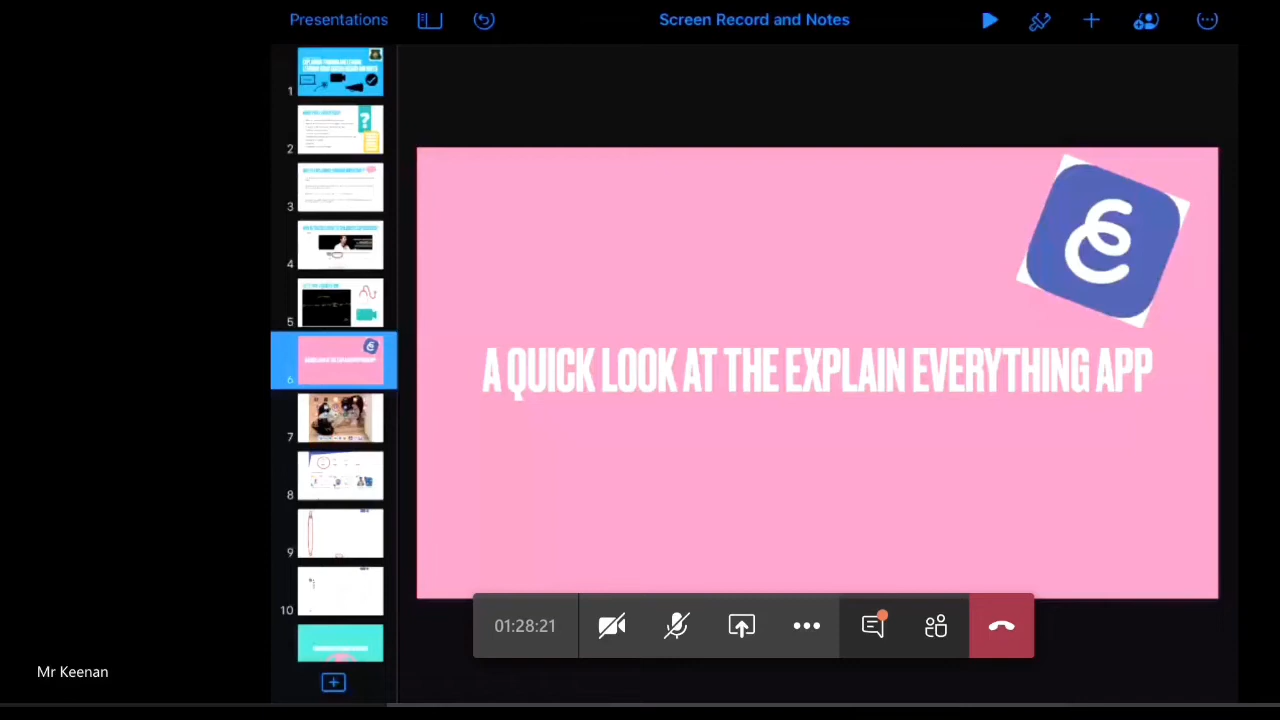 Presentations
Screen Record and Notes
1
2
3
4
5
6
7
8
9
10
A QUICK LOOK AT THE EXPLAIN EVERYTHING APP
01:28:21
Mr Keenan